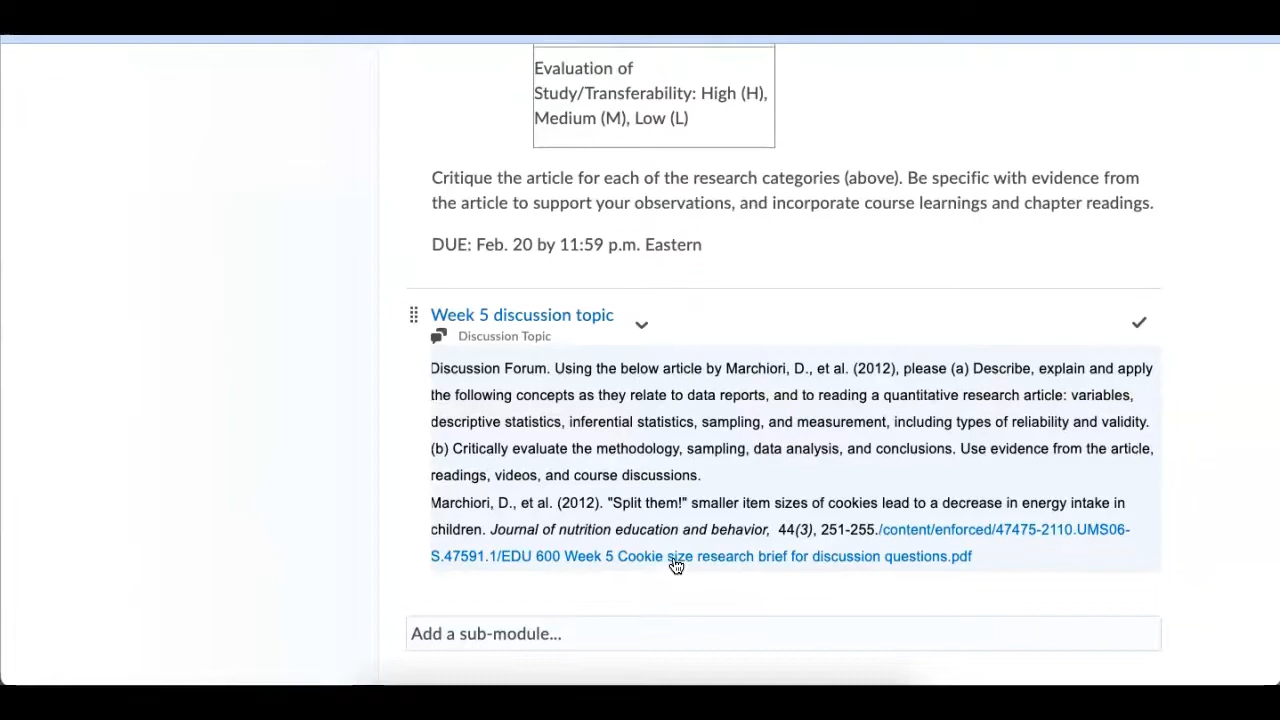 Evaluation of
Study/Transferability: High (H),
Medium (M), Low (L)
Critique the article for each of the research categories (above). Be specific with evidence from
the article to support your observations, and incorporate course learnings and chapter readings.
DUE: Feb. 20 by 11:59 p.m. Eastern
Week 5 discussion topic
Discussion Topic
Discussion Forum. Using the below article by Marchiori, D., et al. (2012), please (a) Describe, explain and apply
the following concepts as they relate to data reports, and to reading a quantitative research article: variables,
descriptive statistics, inferential statistics, sampling, and measurement, including types of reliability and validity.
(b) Critically evaluate the methodology, sampling, data analysis, and conclusions. Use evidence from the article,
readings, videos, and course discussions.
Marchiori, D., et al. (2012). "Split them!" smaller item sizes of cookies lead to a decrease in energy intake in
children. Journal of nutrition education and behavior, 44(3), 251-255./content/enforced/47475-2110.UMS06-
S.47591.1/EDU 600 Week 5 Cookie size research brief for discussion questions.pdf
Add a sub-module...